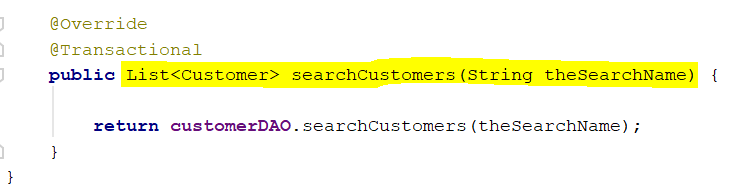 @Override
@Transactional
public List<Customer> searchCustomers(String theSearchName) {
return customerDAO.searchCustomers(theSearchName);
}
}